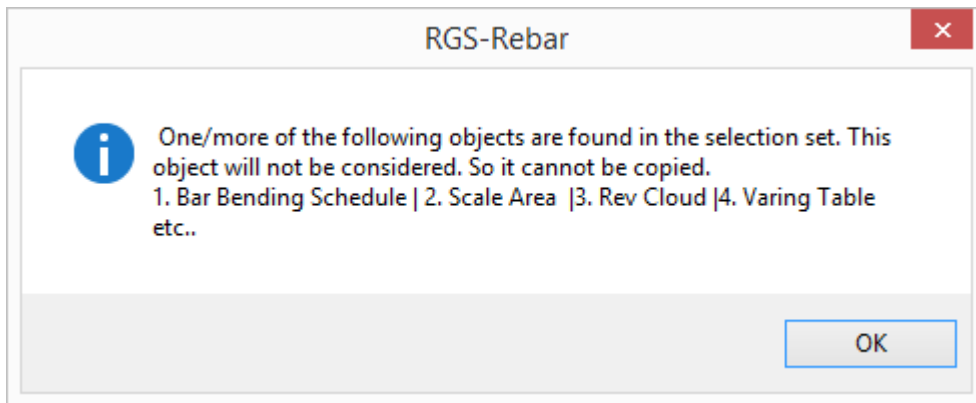 RGS-Rebar
One/more of the following objects are found in the selection set. This
object will not be considered. So it cannot be copied.
1. Bar Bending Schedule | 2. Scale Area |3. Rev Cloud |4. Varing Table
etc..
OK